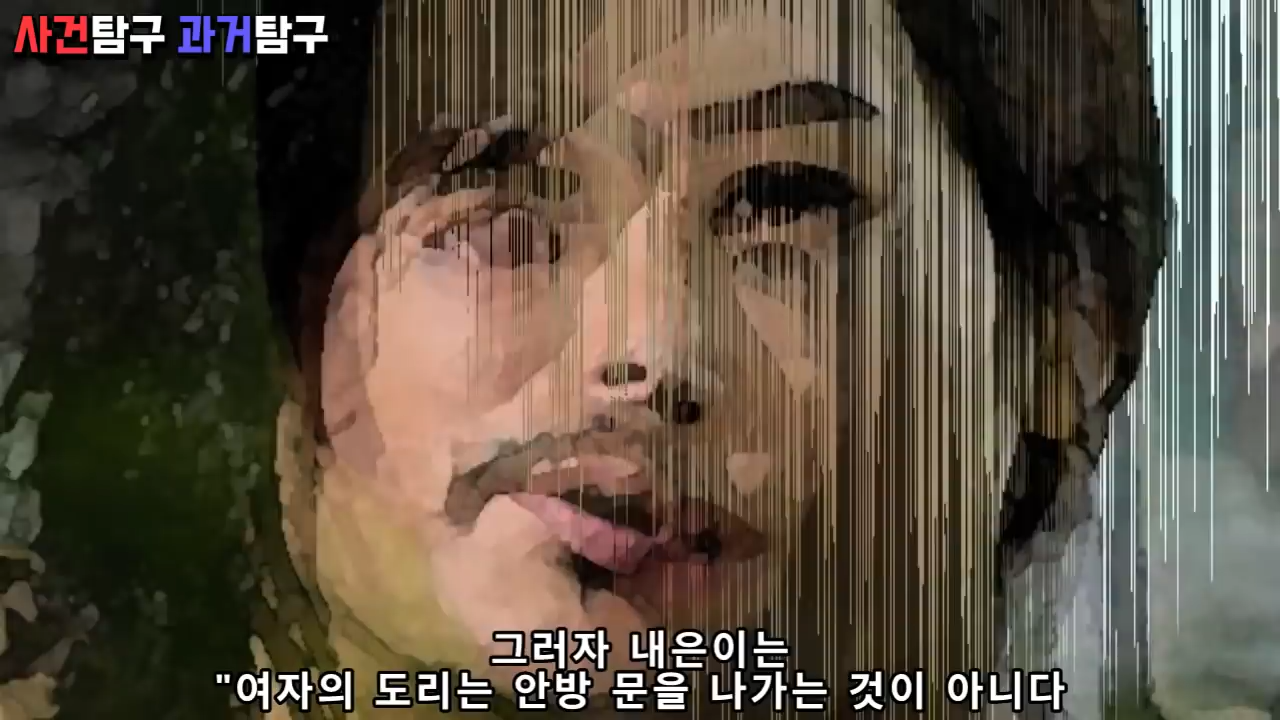 사건탐구 과거탐구
그러자 내은이는
"여자의 도리는 안방 문을 나가는 것이 아니다